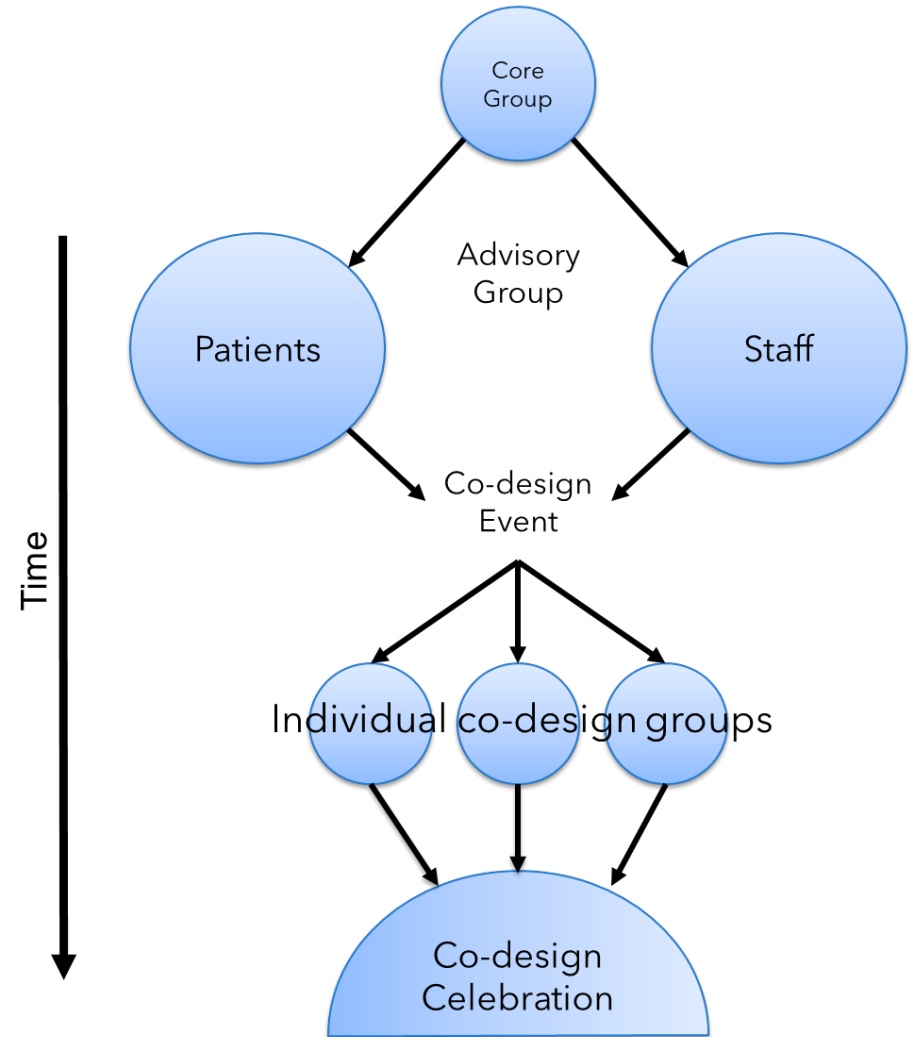 Core
Group
Advisory
Group
Patients
Staff
Co-design
Event
Time
Individual co-design groups
Co-design
Celebration